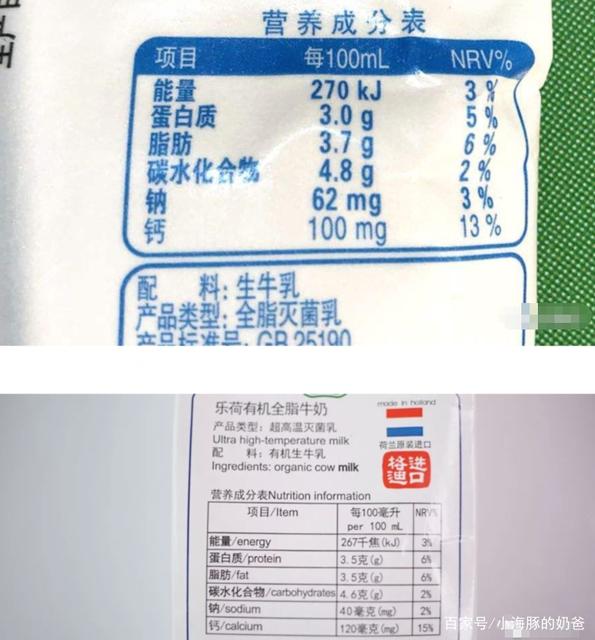 营养成分表
项目 每100mL NRV%
能量 270 kJ 3 %
蛋白质 3.0 g 5 %
脂肪 3.7 g 6 %
碳水化合物 4.8 g 2 %
钠 62 mg 3 %
钙 100 mg 13 %
配 料: 生牛乳
产品类型: 全脂灭菌乳
产品标准号: GB 25190
乐荷有机全脂牛奶
made in holland
产品类型: 超高温灭菌乳
Ultra high-temperature milk
荷兰原装进口
配 料: 有机生牛乳
Ingredients: organic cow milk
进口
营养成分表Nutrition information
项目/Item 每100毫升 per 100 mL NRV%
能量/energy 267千焦(kJ) 3%
蛋白质/protein 3.5克(g) 6%
脂肪/fat 3.5克(g) 6%
碳水化合物/carbohydrates 4.6克(g) 2%
钠/sodium 40毫克(mg) 2%
钙/calcium 120毫克(mg) 15%
百家号/小海豚的奶爸